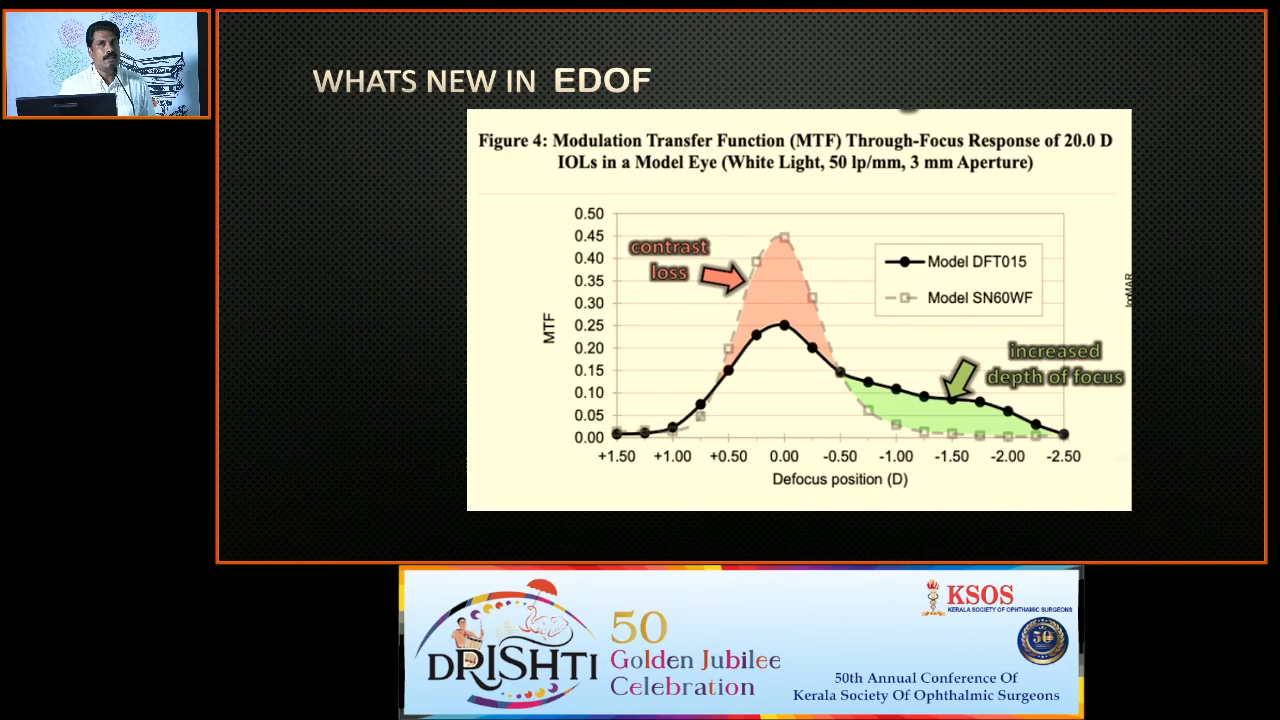 WHATS NEW IN EDOF
Figure 4: Modulation Transfer Function (MTF) Through-Focus Response of 20.0 D
IOLs in a Model Eye (White Light, 50 lp/mm, 3 mm Aperture)
0.50
0.45
0.40
0.35
0.30
0.25
0.20
0.15
0.10
0.05
0.00
MTF
contrast
loss
Model DFT015
Model SN60WF
logMAR
increased
depth of focus
+1.50 +1.00 +0.50 0.00 -0.50 -1.00 -1.50 -2.00 -2.50
Defocus position (D)
DRISHTI
50
Golden Jubilee
Celebration
KSOS
KERALA SOCIETY OF OPHTHAMIC SURGEONS
50
50th Annual Conference Of
Kerala Society Of Ophthalmic Surgeons